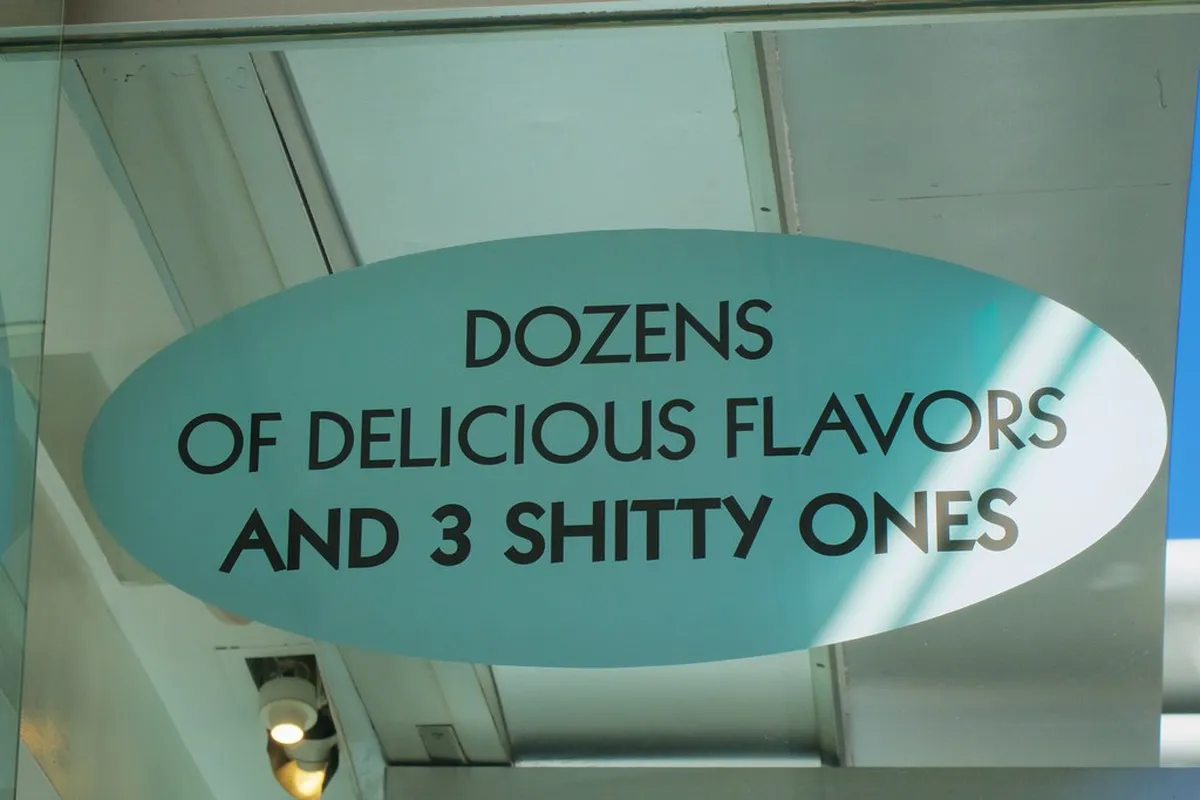 DOZENS
OF DELICIOUS FLAVORS
AND 3 SHITTY ONES